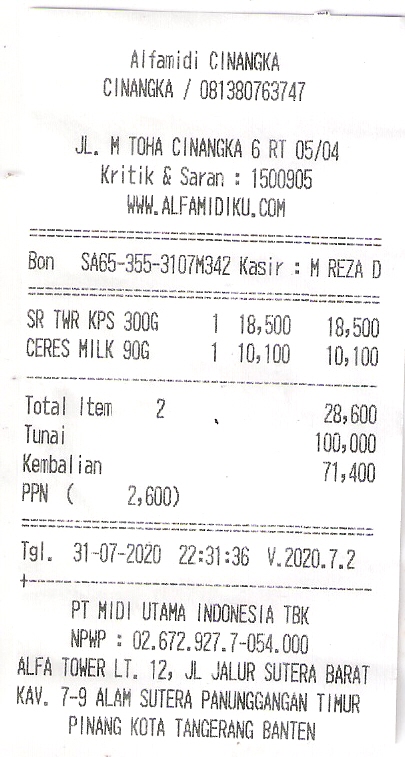 Alfamidi CINANGKA
CINANGKA / 081380763747
JL. M TOHA CINANGKA 6 RT 05/04
Kritik & Saran : 1500905
WWW.ALFAMIDIKU.COM
Bon SA65-355-3107M342 Kasir : M REZA D
SR TWR KPS 300G 1 18,500 18,500
CERES MILK 90G 1 10,100 10,100
Total Item 2 28,600
Tunai 100,000
Kembalian 71,400
PPN ( 2,600)
Tgl. 31-07-2020 22:31:36 V.2020.7.2
PT MIDI UTAMA INDONESIA TBK
NPWP : 02.672.927.7-054.000
ALFA TOWER LT. 12, JL JALUR SUTERA BARAT
KAV. 7-9 ALAM SUTERA PANUNGGANGAN TIMUR
PINANG KOTA TANGERANG BANTEN